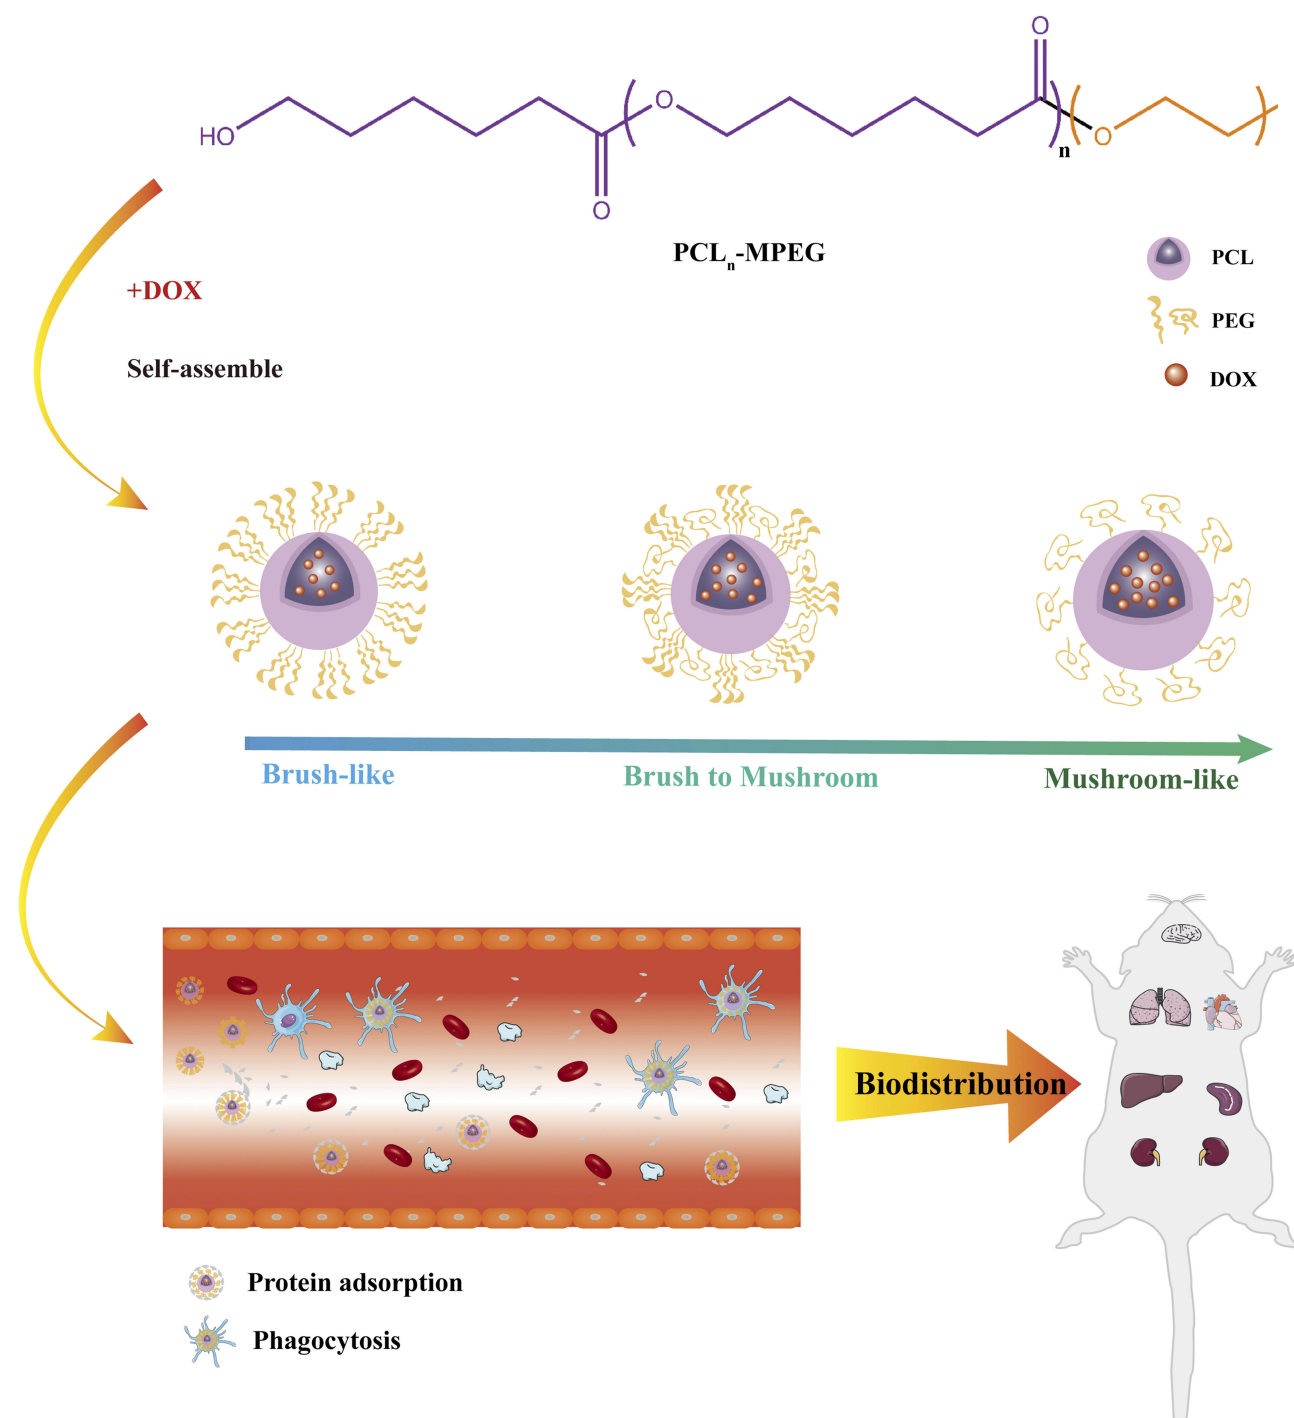 O
O
HO
O
n
O
PCLn-MPEG
PCL
+DOX
PEG
Self-assemble
DOX
Brush-like
Brush to Mushroom
Mushroom-like
Biodistribution
Protein adsorption
Phagocytosis